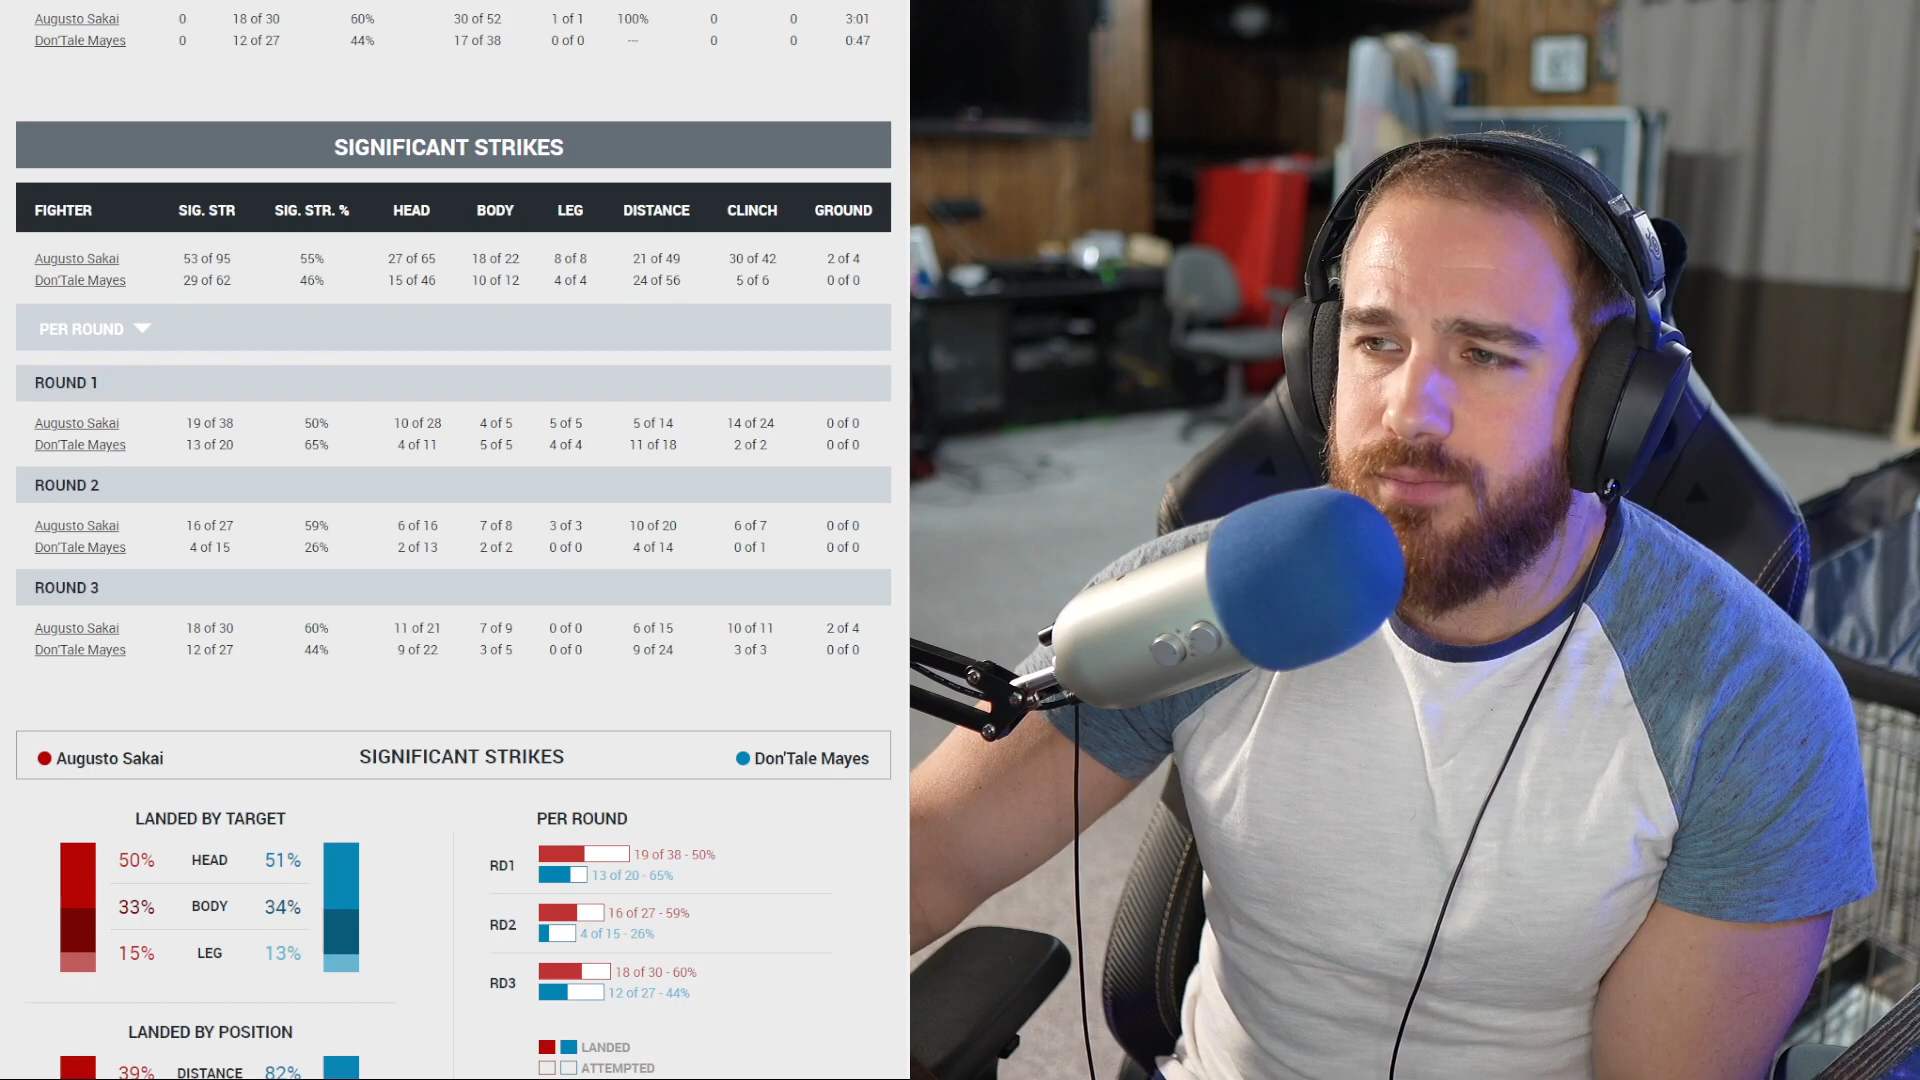 Augusto Sakai 0 18 of 30 60% 30 of 52 1 of 1 100% 0 0 3:01
Don'Tale Mayes 0 12 of 27 44% 17 of 38 0 of 0 --- 0 0 0:47
SIGNIFICANT STRIKES
FIGHTER SIG. STR SIG. STR. % HEAD BODY LEG DISTANCE CLINCH GROUND
Augusto Sakai 53 of 95 55% 27 of 65 18 of 22 8 of 8 21 of 49 30 of 42 2 of 4
Don'Tale Mayes 29 of 62 46% 15 of 46 10 of 12 4 of 4 24 of 56 5 of 6 0 of 0
PER ROUND
ROUND 1
Augusto Sakai 19 of 38 50% 10 of 28 4 of 5 5 of 5 5 of 14 14 of 24 0 of 0
Don'Tale Mayes 13 of 20 65% 4 of 11 5 of 5 4 of 4 11 of 18 2 of 2 0 of 0
ROUND 2
Augusto Sakai 16 of 27 59% 6 of 16 7 of 8 3 of 3 10 of 20 6 of 7 0 of 0
Don'Tale Mayes 4 of 15 26% 2 of 13 2 of 2 0 of 0 4 of 14 0 of 1 0 of 0
ROUND 3
Augusto Sakai 18 of 30 60% 11 of 21 7 of 9 0 of 0 6 of 15 10 of 11 2 of 4
Don'Tale Mayes 12 of 27 44% 9 of 22 3 of 5 0 of 0 9 of 24 3 of 3 0 of 0
Augusto Sakai SIGNIFICANT STRIKES Don'Tale Mayes
LANDED BY TARGET
50% HEAD 51%
33% BODY 34%
15% LEG 13%
PER ROUND
RD1 19 of 38 - 50%
13 of 20 - 65%
RD2 16 of 27 - 59%
4 of 15 - 26%
RD3 18 of 30 - 60%
12 of 27 - 44%
LANDED
ATTEMPTED
LANDED BY POSITION
39% DISTANCE 82%